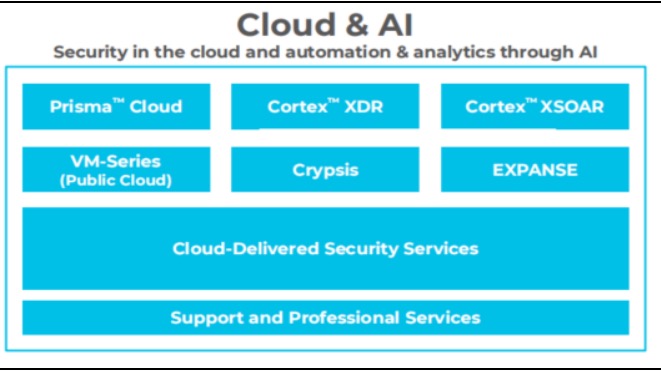 Cloud & AI
Security in the cloud and automation & analytics through AI
Prisma™ Cloud
Cortex™ XDR
Cortex™ XSOAR
VM-Series
(Public Cloud)
Crypsis
EXPANSE
Cloud-Delivered Security Services
Support and Professional Services